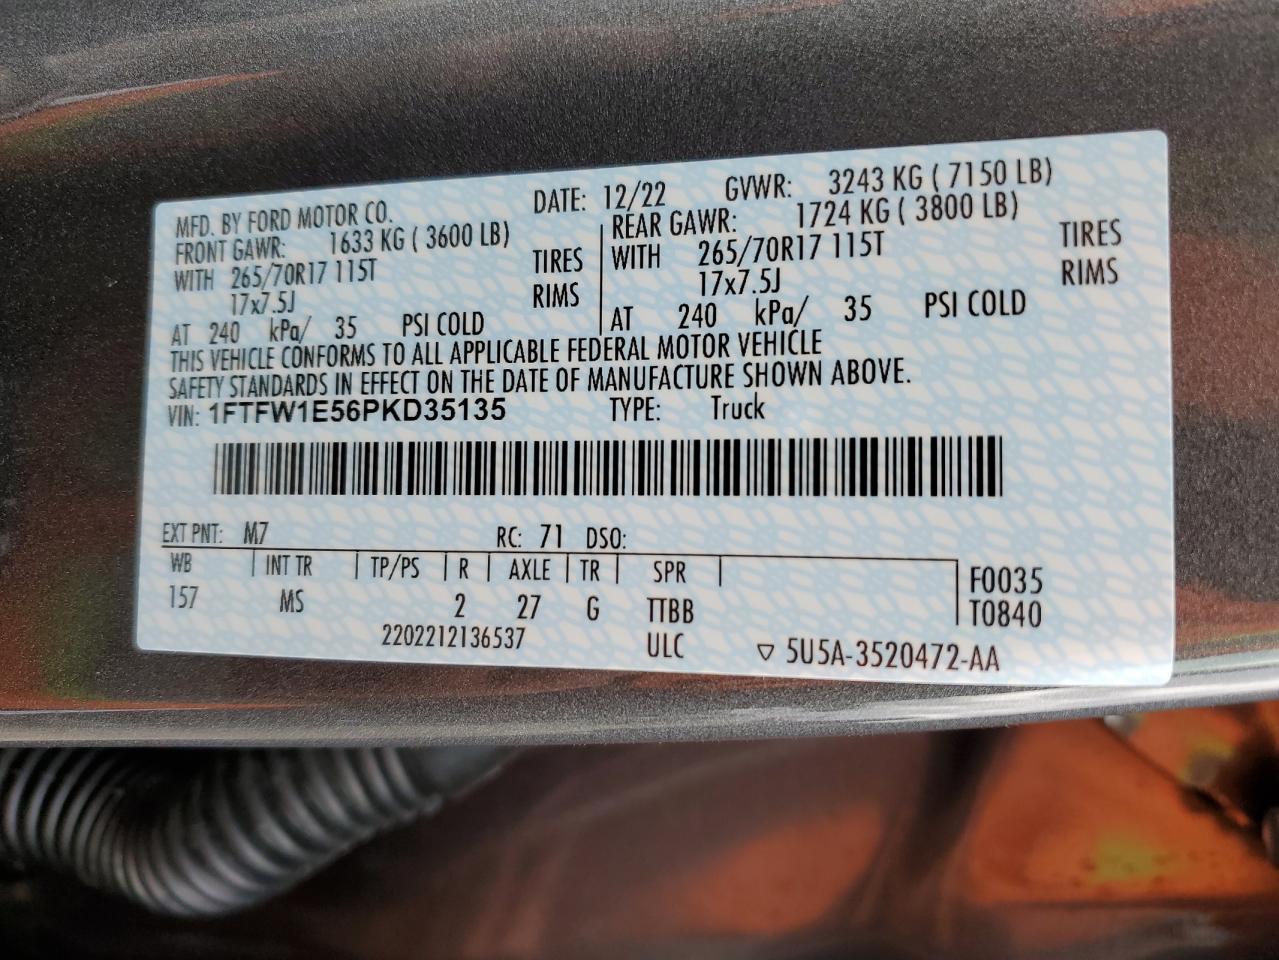 MFD. BY FORD MOTOR CO. DATE: 12/22 GVWR: 3243 KG ( 7150 LB)
FRONT GAWR: 1633 KG ( 3600 LB) REAR GAWR: 1724 KG ( 3800 LB)
WITH 265/70R17 115T TIRES WITH 265/70R17 115T TIRES
17x7.5J RIMS 17x7.5J RIMS
AT 240 kPa/ 35 PSI COLD AT 240 kPa/ 35 PSI COLD
THIS VEHICLE CONFORMS TO ALL APPLICABLE FEDERAL MOTOR VEHICLE
SAFETY STANDARDS IN EFFECT ON THE DATE OF MANUFACTURE SHOWN ABOVE.
VIN: 1FTFW1E56PKD35135 TYPE: Truck
EXT PNT: M7 RC: 71 DSO:
WB INT TR TP/PS R AXLE TR SPR F0035
157 MS 2 27 G TTBB T0840
2202212136537 ULC ▽ 5U5A-3520472-AA